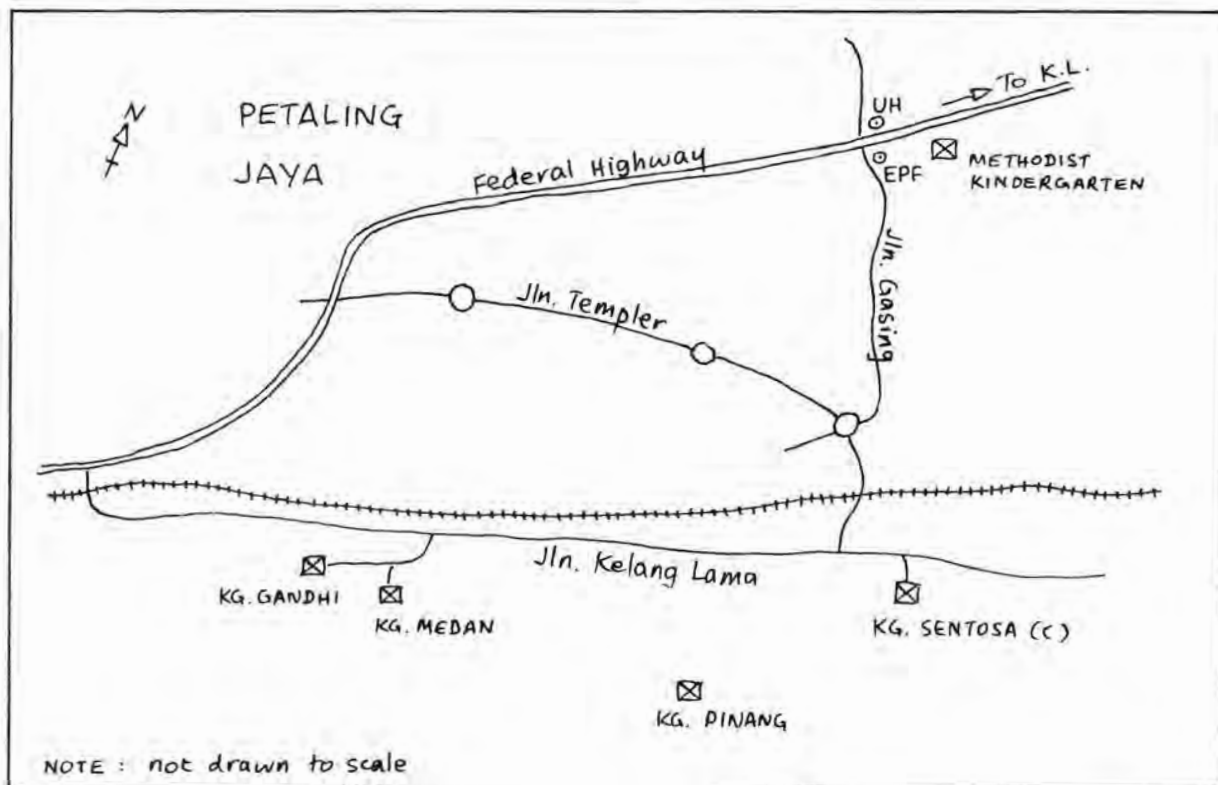 N
PETALING
JAYA
To K.L.
UH
Federal Highway
EPF
METHODIST
KINDERGARTEN
Jln. Gasing
Jln. Templer
Jln. Kelang Lama
KG. GANDHI
KG. MEDAN
KG. SENTOSA (C)
KG. PINANG
NOTE : not drawn to scale